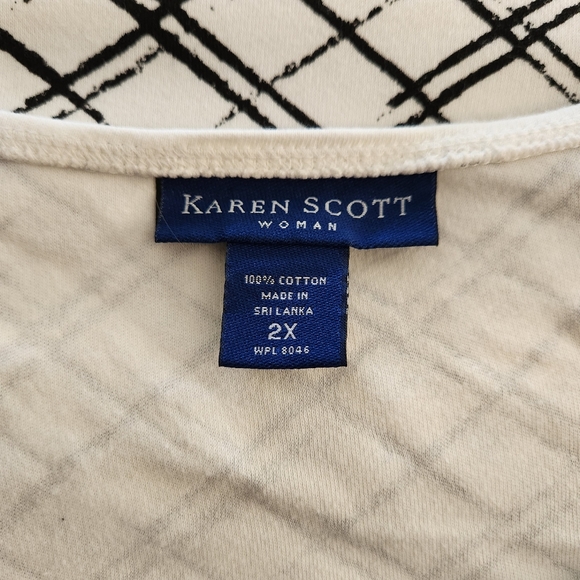 KAREN SCOTT
WOMAN
100% COTTON
MADE IN
SRI LANKA
2X
WPL 8046